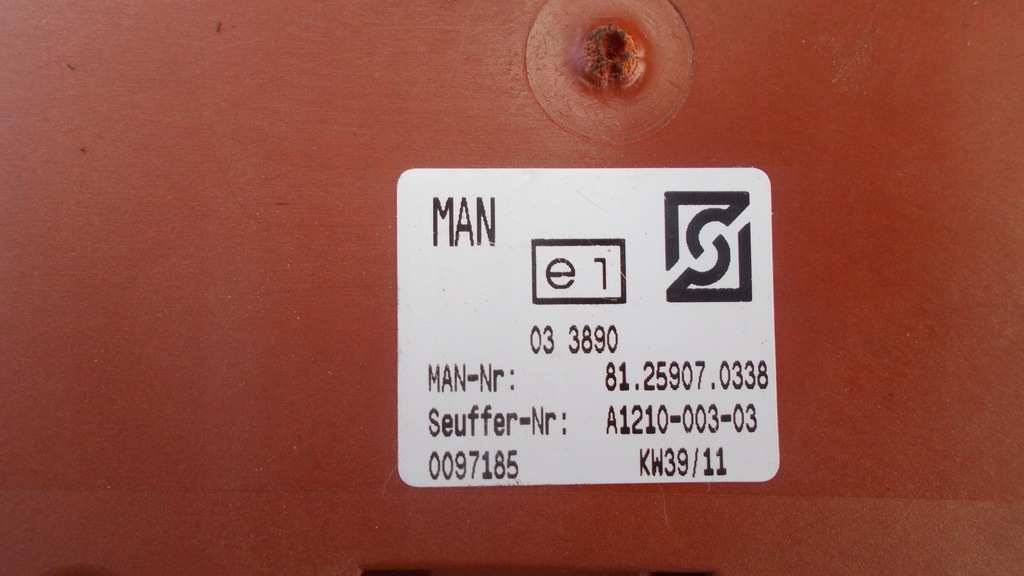 MAN
e1
03 3890
MAN-Nr: 81.25907.0338
Seuffer-Nr: A1210-003-03
0097185 KW39/11